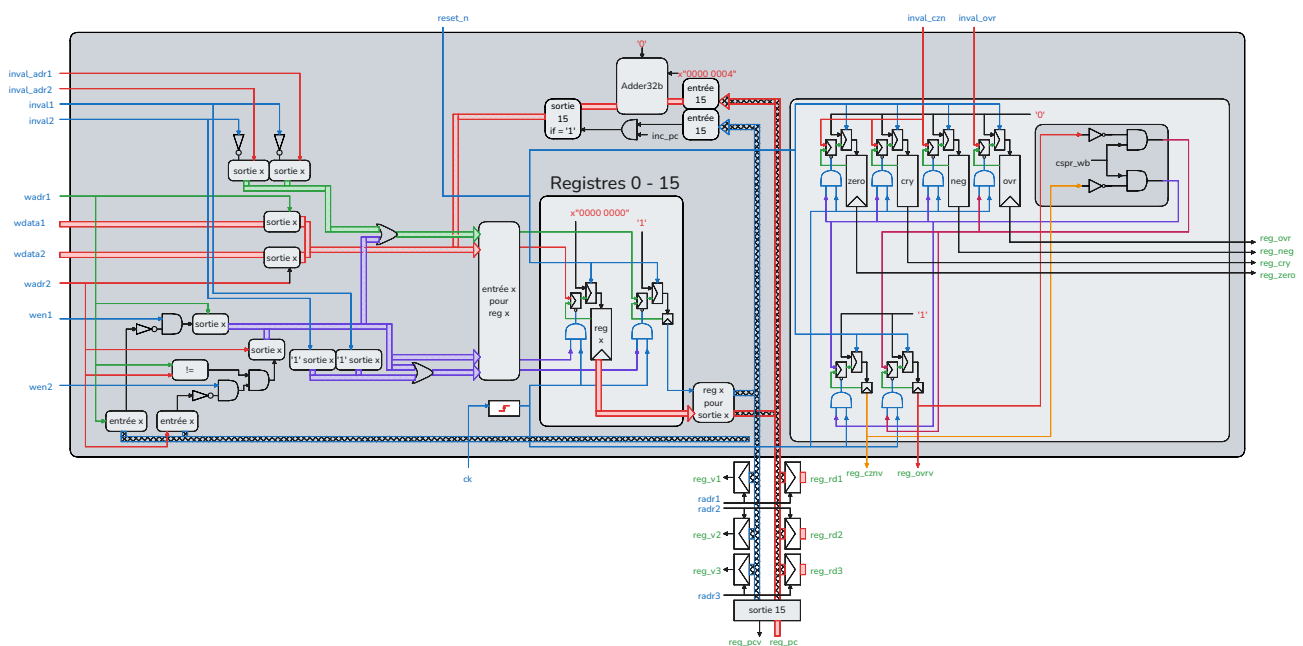 reset_n
inval_czn
inval_ovr
'0'
inval_adr1
inval_adr2
inval1
inval2
x"0000 0004"
Adder32b
entrée
15
sortie
15
if = '1'
entrée
15
inc_pc
'0'
cspr_wb
sortie x
sortie x
zero
cry
neg
ovr
Registres 0 - 15
wadr1
wdata1
wdata2
wadr2
sortie x
sortie x
x"0000 0000"
'1'
reg_ovr
reg_neg
reg_cry
reg_zero
entrée x
pour
reg x
wen1
sortie x
sortie x
'1' sortie x
'1' sortie x
reg
x
'1'
!=
wen2
entrée x
entrée x
reg x
pour
sortie x
ck
reg_v1
reg_rd1
reg_cznv
reg_ovrv
radr1
radr2
reg_v2
reg_rd2
reg_v3
reg_rd3
radr3
sortie 15
reg_pcv
reg_pc